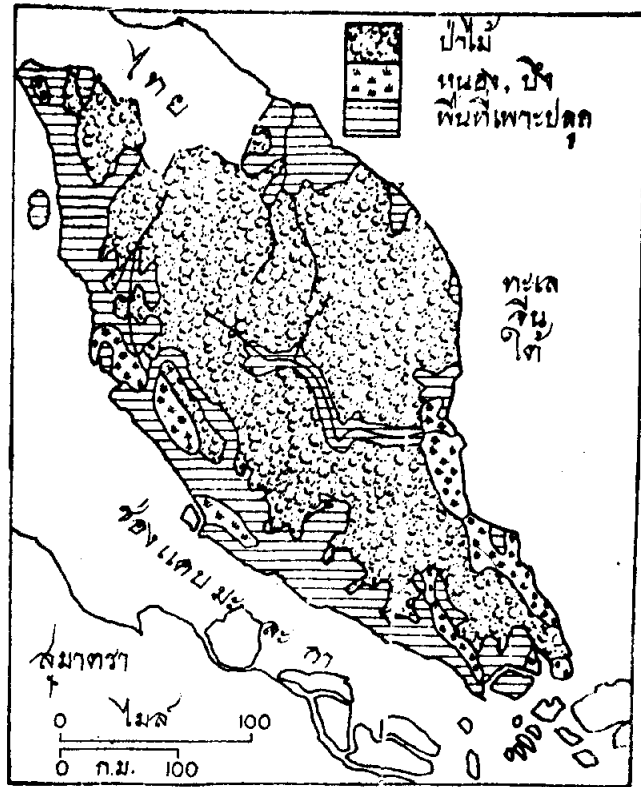 ป่าไม้
หนอง, บึง
พื้นที่เพาะปลูก
ไทย
ทะเล
จีน
ใต้
ช่องแคบมะละกา
สุมาตรา
0 ไมล์ 100
0 ก.ม. 100